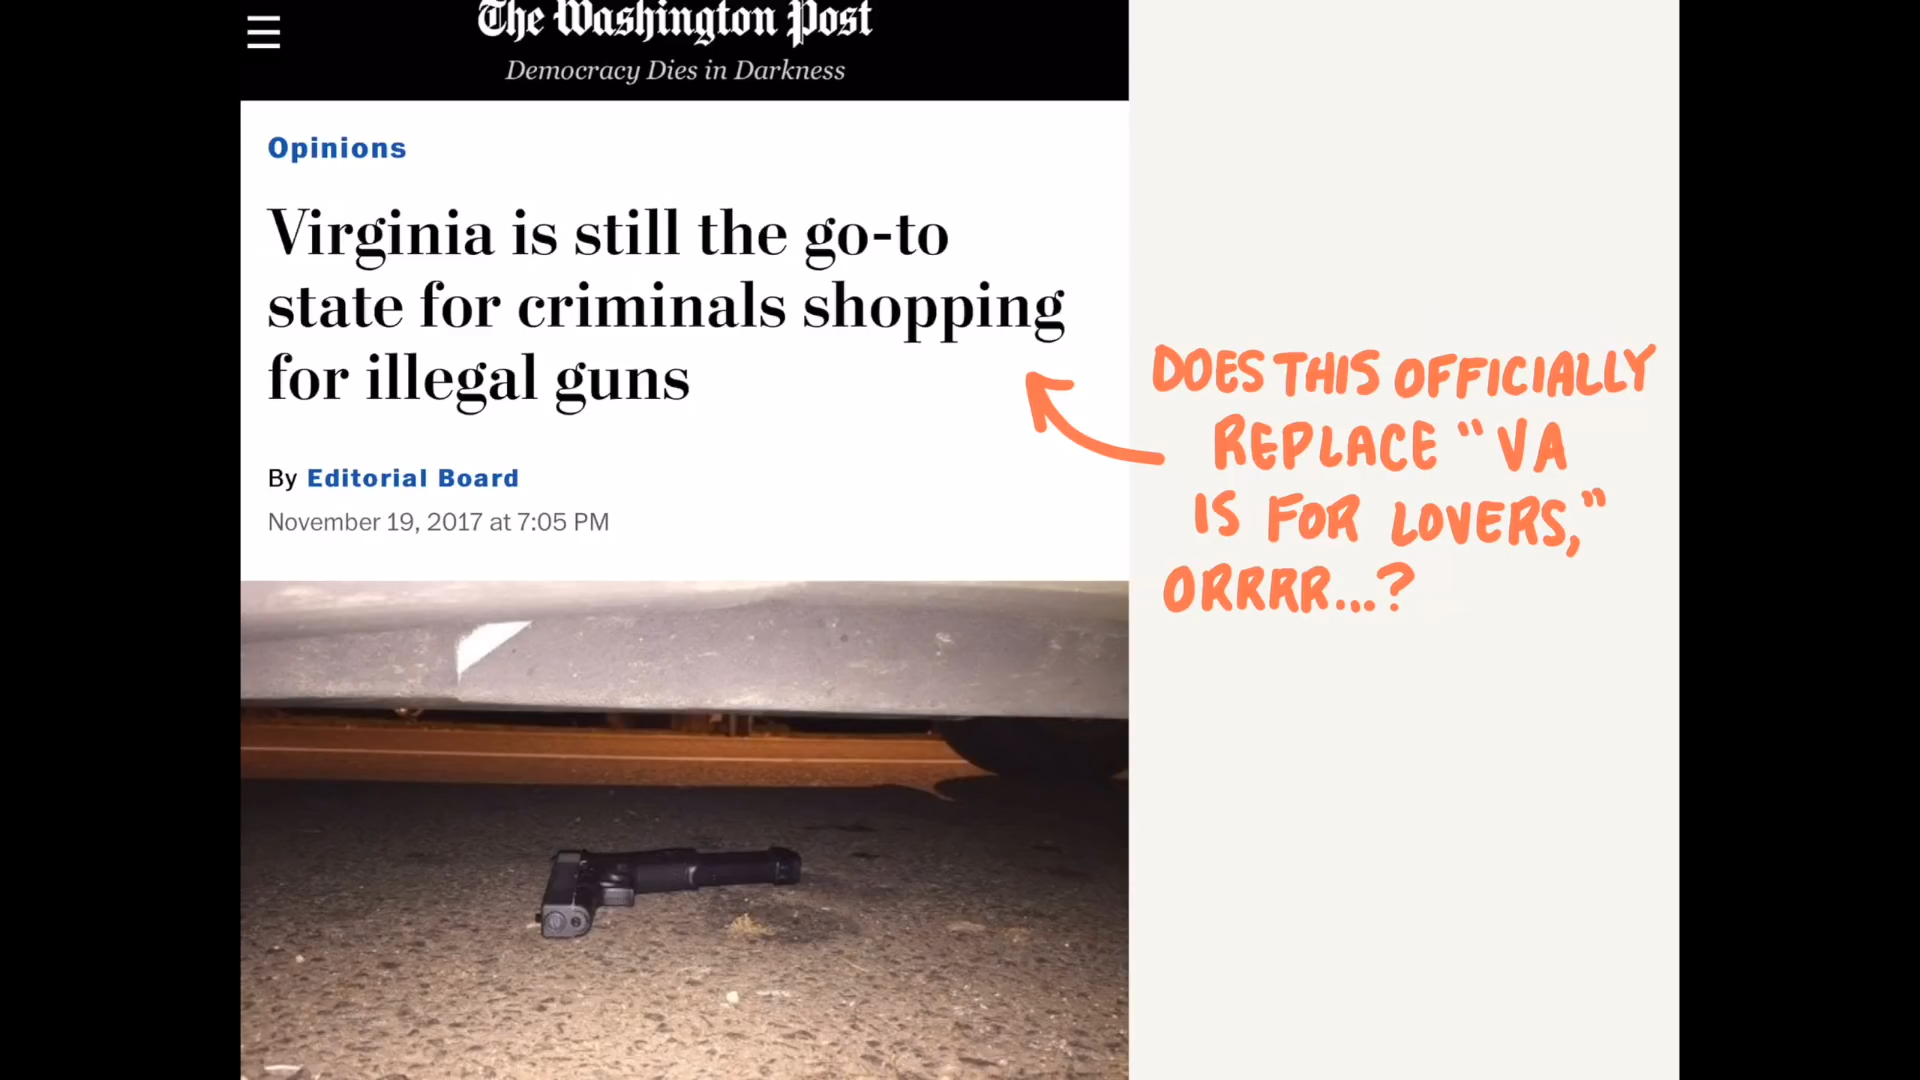 The Washington Post
Democracy Dies in Darkness
Opinions
Virginia is still the go-to
state for criminals shopping
for illegal guns
By Editorial Board
November 19, 2017 at 7:05 PM
DOES THIS OFFICIALLY
REPLACE "VA
IS FOR LOVERS,"
ORRRR...?